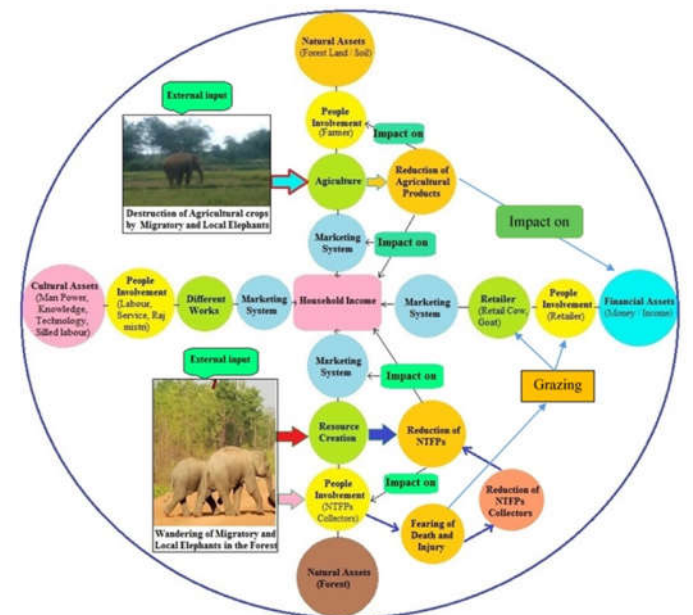 Natural Assets
(Forest Land / Soil)
External input
People
Involvement
(Farmer)
Impact on
Agiculture
Reduction of
Agricultural
Products
Destruction of Agricultural crops
by Migratory and Local Elephants
Impact on
Marketing
System
Impact on
Cultural Assets
(Man Power,
Knowledge,
Technology,
Silled labour)
People
Involvement
(Labour,
Service, Raj
mistri)
Different
Works
Marketing
System
Household Income
Marketing
System
Retailer
(Retail Cow,
Goat)
People
Involvement
(Retailer)
Financial Assets
(Money / Income)
External input
Marketing
System
Impact on
Grazing
Resource
Creation
Reduction of
NTFPs
Impact on
People
Involvement
(NTFPs
Collectors)
Reduction of
NTFPs
Collectors
Fearing of
Death and
Injury
Wandering of Migratory and
Local Elephants in the Forest
Natural Assets
(Forest)